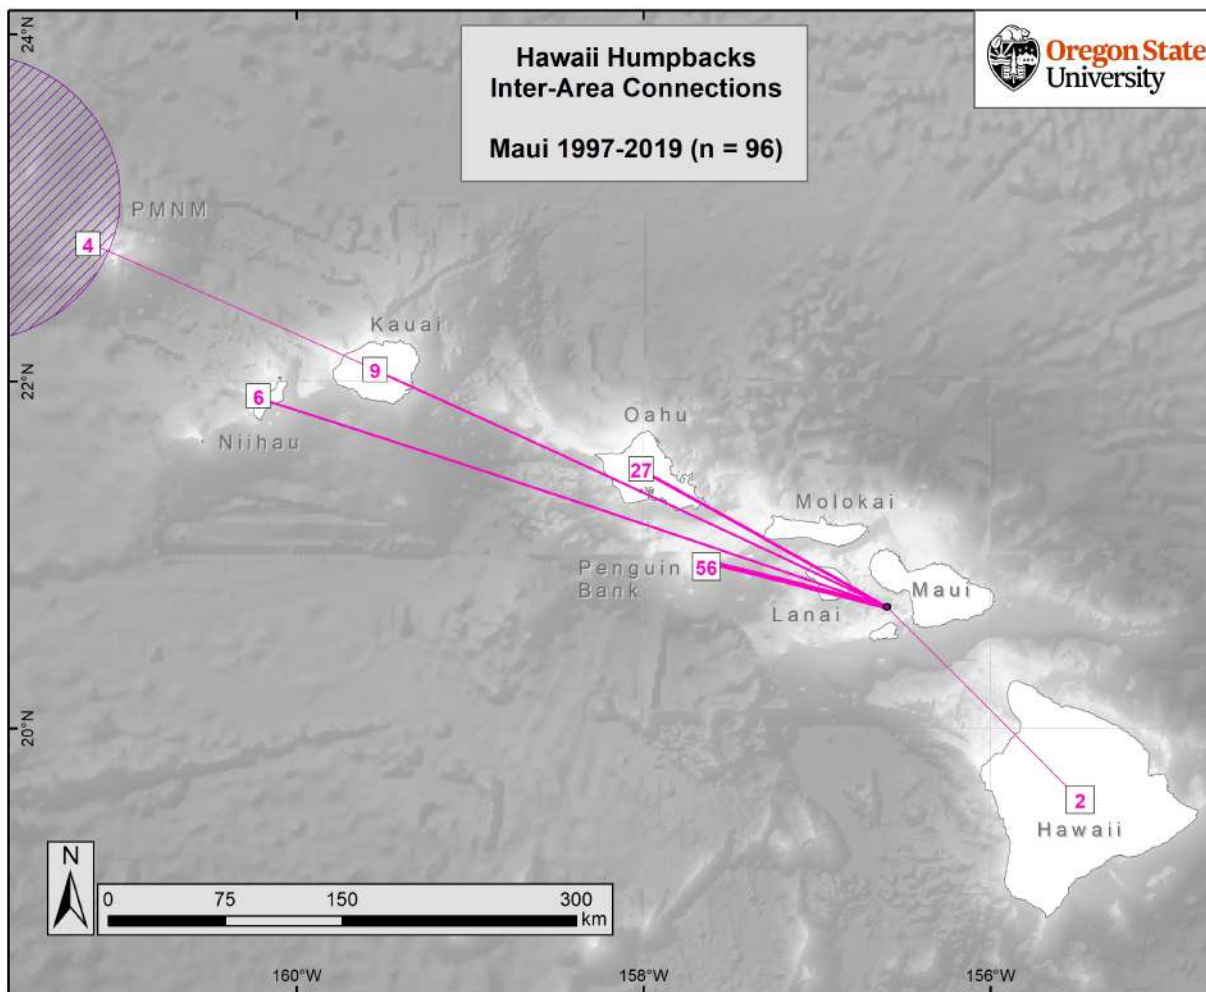 24°N
Hawaii Humpbacks
Inter-Area Connections
Maui 1997-2019 (n = 96)
Oregon State
University
PMNM
4
Kauai
9
22°N
6
Niihau
Oahu
27
Molokai
Penguin
Bank
56
Maui
Lanai
20°N
2
Hawaii
N
0 75 150 300
km
160°W 158°W 156°W